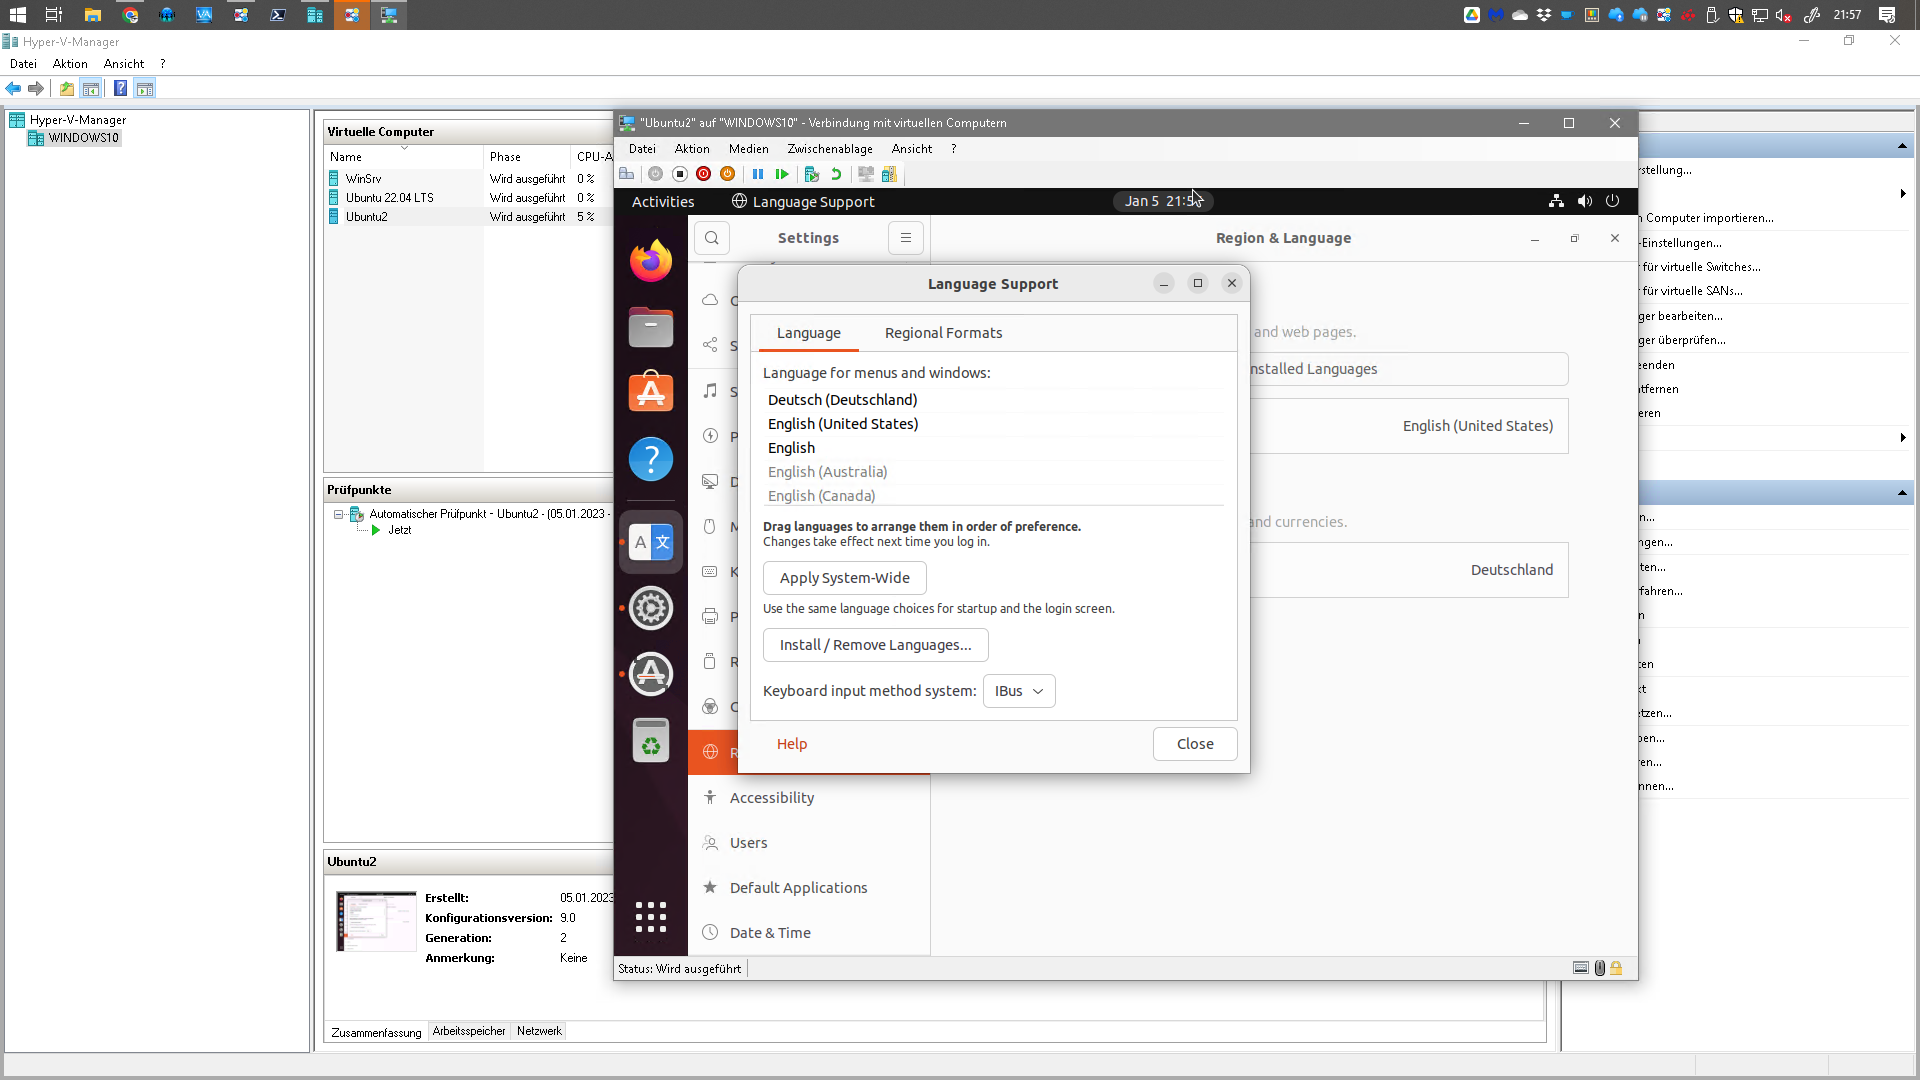 21:57
Hyper-V-Manager
Datei Aktion Ansicht ?
Hyper-V-Manager
WINDOWS10
Virtuelle Computer
Name Phase CPU-A
WinSrv Wird ausgeführt 0 %
Ubuntu 22.04 LTS Wird ausgeführt 0 %
Ubuntu2 Wird ausgeführt 5 %
Prüfpunkte
Automatischer Prüfpunkt - Ubuntu2 - (05.01.2023 -
Jetzt
Ubuntu2
Erstellt: 05.01.2023
Konfigurationsversion: 9.0
Generation: 2
Anmerkung: Keine
Zusammenfassung Arbeitsspeicher Netzwerk
"Ubuntu2" auf "WINDOWS10" - Verbindung mit virtuellen Computern
Datei Aktion Medien Zwischenablage Ansicht ?
Activities Language Support Jan 5 21:5
Settings Region & Language
Language Support
Language Regional Formats
Language for menus and windows:
Deutsch (Deutschland)
English (United States)
English
English (Australia)
English (Canada)
Drag languages to arrange them in order of preference.
Changes take effect next time you log in.
Apply System-Wide
Use the same language choices for startup and the login screen.
Install / Remove Languages...
Keyboard input method system: IBus
Help Close
and web pages.
nstalled Languages
English (United States)
and currencies.
Deutschland
Accessibility
Users
Default Applications
Date & Time
Status: Wird ausgeführt
rstellung...
Computer importieren...
-Einstellungen...
für virtuelle Switches...
für virtuelle SANs...
ger bearbeiten...
ger überprüfen...
eenden
tfernen
eren
n...
ngen...
ten...
fahren...
n
ten
kt
etzen...
ben...
ren...
nnen...